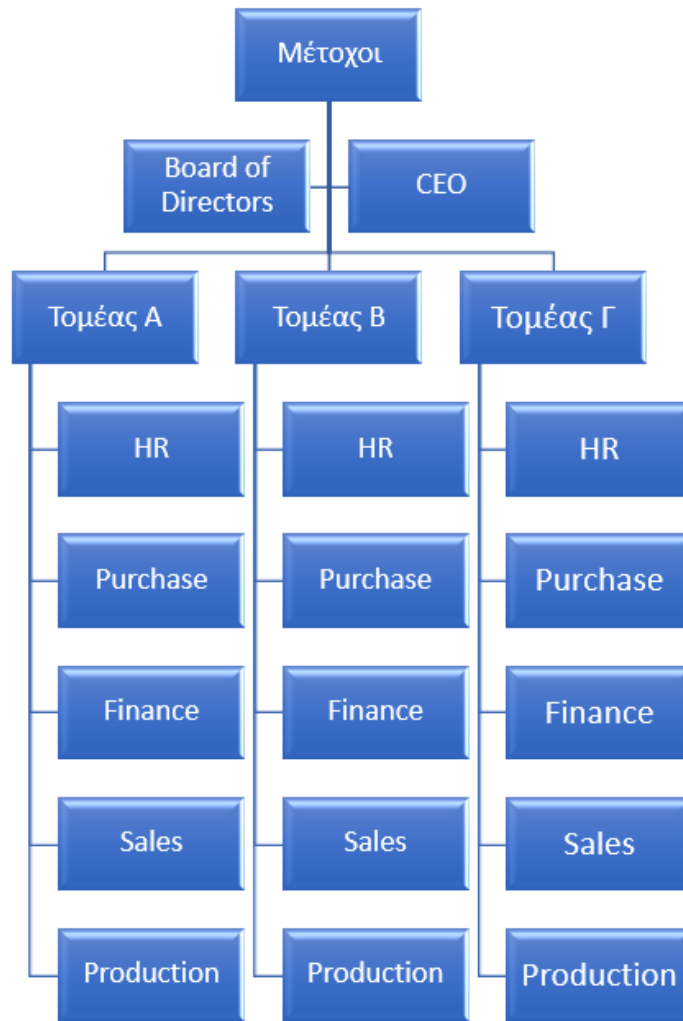 Μέτοχοι
Board of
Directors
CEO
Τομέας Α
Τομέας Β
Τομέας Γ
HR
HR
HR
Purchase
Purchase
Purchase
Finance
Finance
Finance
Sales
Sales
Sales
Production
Production
Production